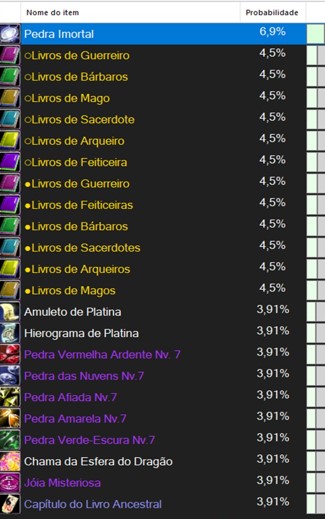 Nome do item Probabilidade
Pedra Imortal 6,9%
○Livros de Guerreiro 4,5%
○Livros de Bárbaros 4,5%
○Livros de Mago 4,5%
○Livros de Sacerdote 4,5%
○Livros de Arqueiro 4,5%
○Livros de Feiticeira 4,5%
●Livros de Guerreiro 4,5%
●Livros de Feiticeiras 4,5%
●Livros de Bárbaros 4,5%
●Livros de Sacerdotes 4,5%
●Livros de Arqueiros 4,5%
●Livros de Magos 4,5%
Amuleto de Platina 3,91%
Hierograma de Platina 3,91%
Pedra Vermelha Ardente Nv. 7 3,91%
Pedra das Nuvens Nv.7 3,91%
Pedra Afiada Nv.7 3,91%
Pedra Amarela Nv.7 3,91%
Pedra Verde-Escura Nv.7 3,91%
Chama da Esfera do Dragão 3,91%
Jóia Misteriosa 3,91%
Capítulo do Livro Ancestral 3,91%